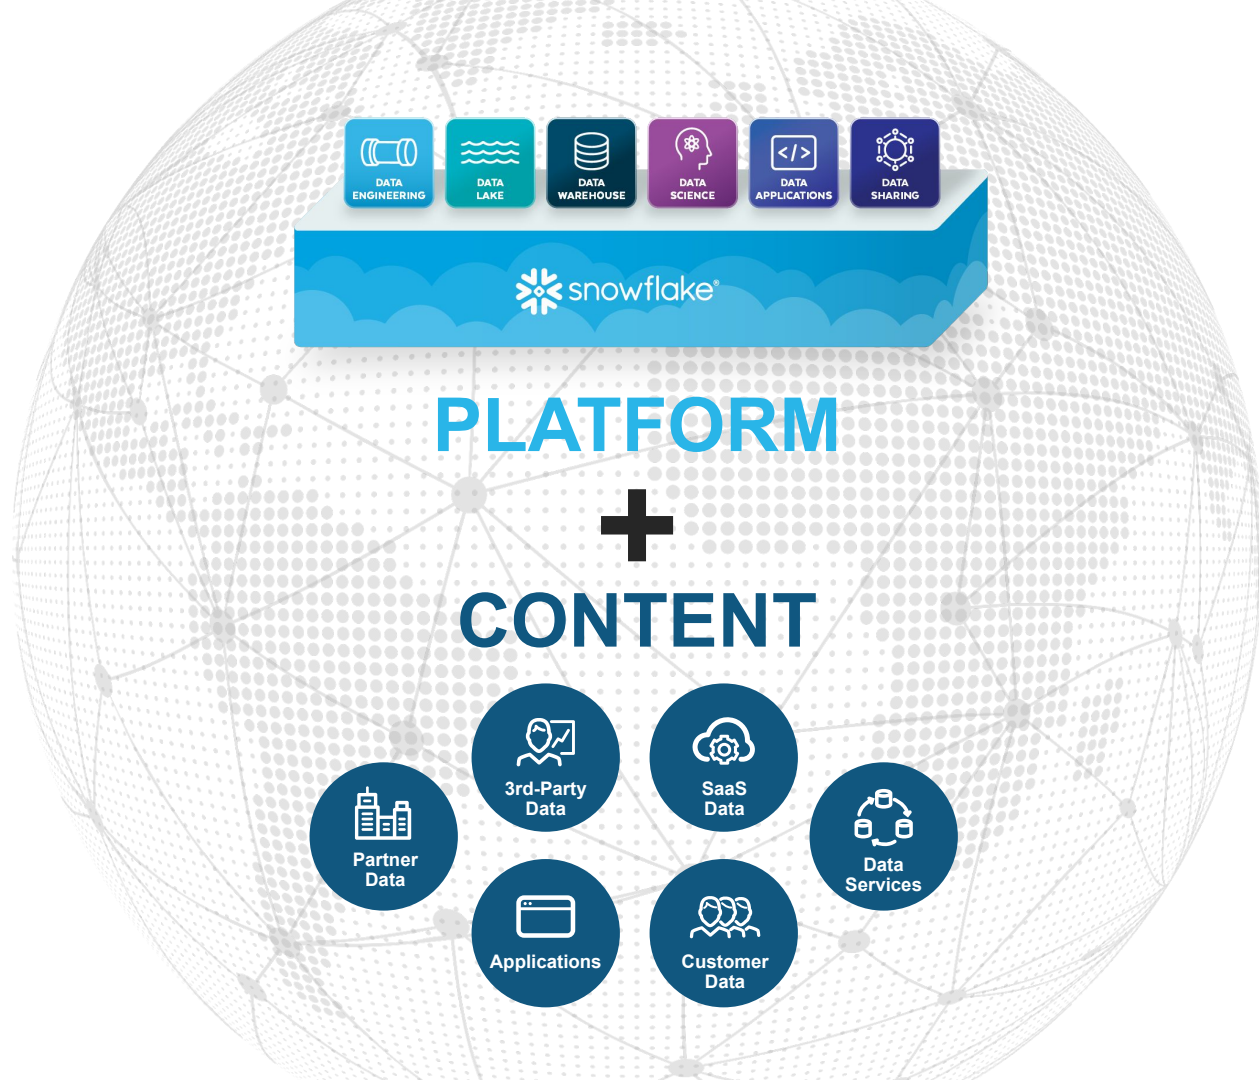 DATA
ENGINEERING
DATA
LAKE
DATA
WAREHOUSE
DATA
SCIENCE
</>
DATA
APPLICATIONS
DATA
SHARING
snowflake®
PLATFORM
+
CONTENT
3rd-Party
Data
SaaS
Data
Partner
Data
Data
Services
Applications
Customer
Data